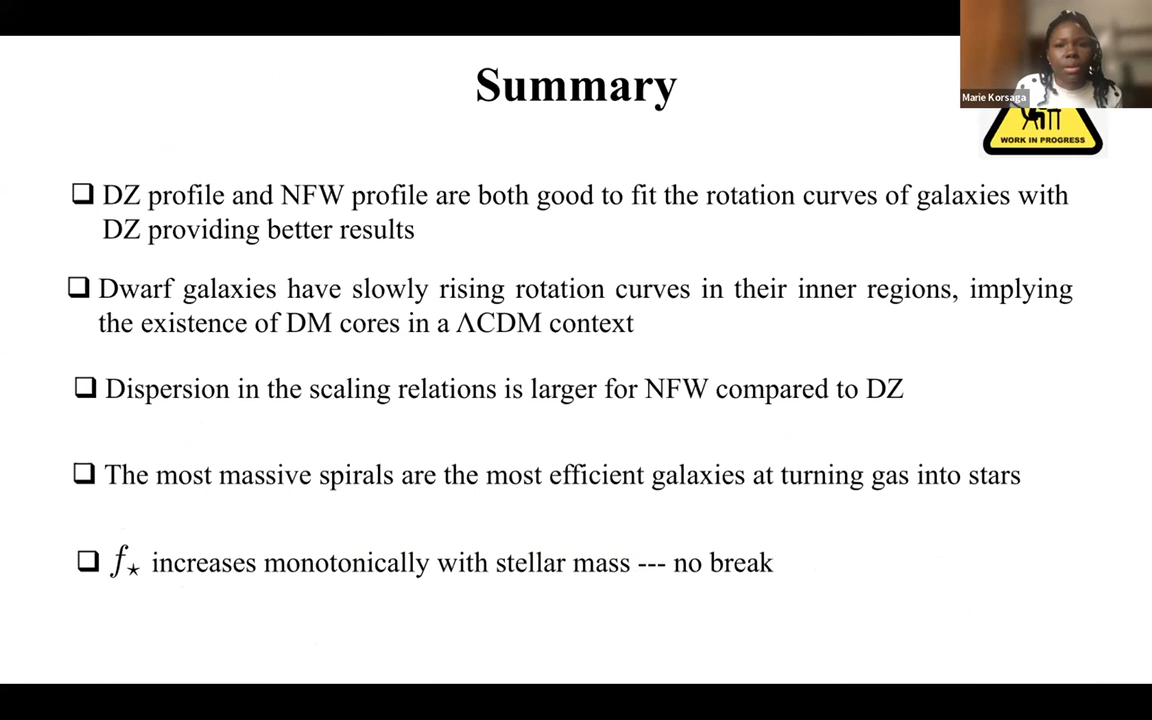 Summary
Marie Korsaga
WORK IN PROGRESS
❑ DZ profile and NFW profile are both good to fit the rotation curves of galaxies with
DZ providing better results
❑ Dwarf galaxies have slowly rising rotation curves in their inner regions, implying
the existence of DM cores in a ΛCDM context
❑ Dispersion in the scaling relations is larger for NFW compared to DZ
❑ The most massive spirals are the most efficient galaxies at turning gas into stars
❑ f⋆ increases monotonically with stellar mass --- no break